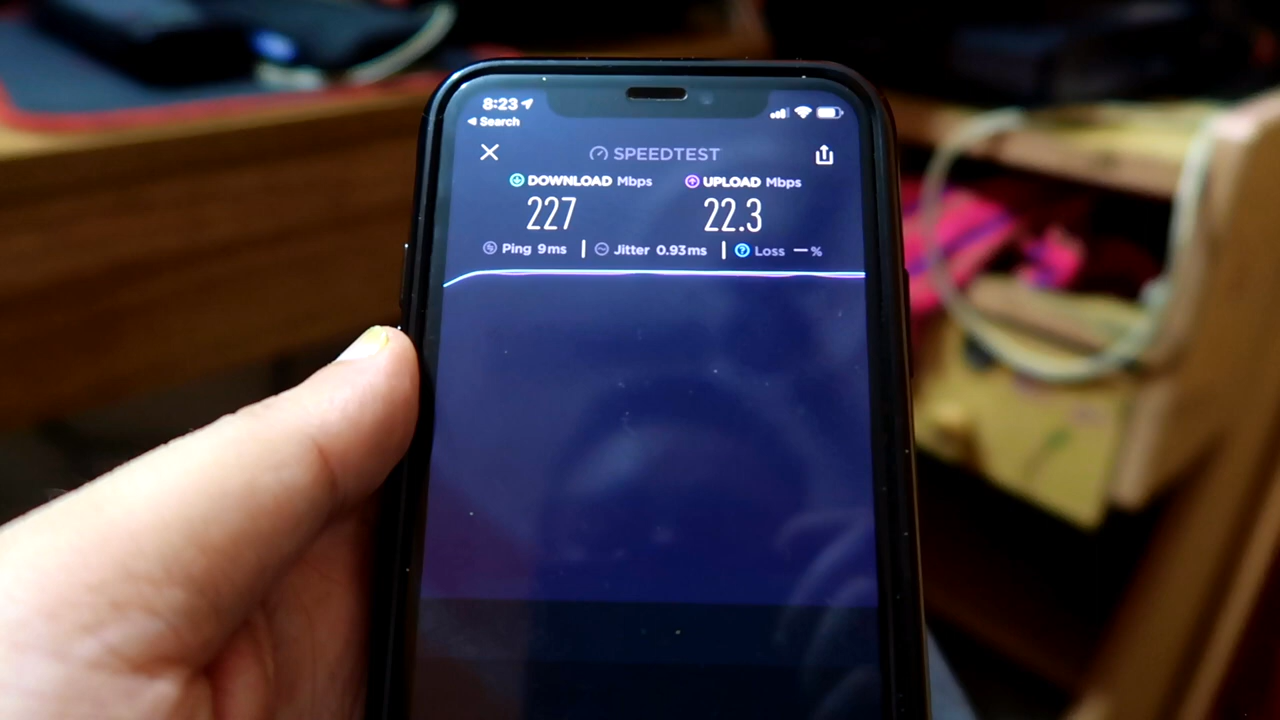 8:23
Search
SPEEDTEST
DOWNLOAD Mbps UPLOAD Mbps
227 22.3
Ping 9ms | Jitter 0.93ms | Loss — %